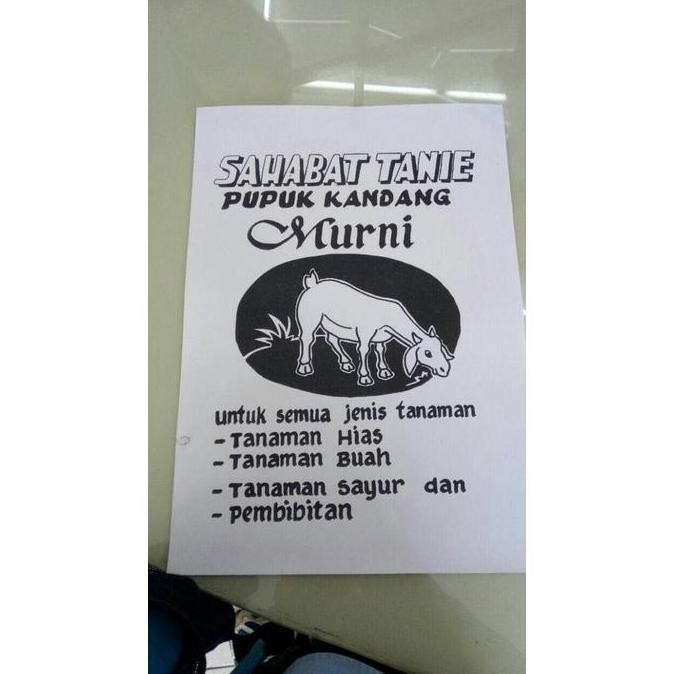 SAHABAT TANIE
PUPUK KANDANG
Murni
untuk semua jenis tanaman
- Tanaman Hias
- Tanaman Buah
- Tanaman sayur dan
- pembibitan